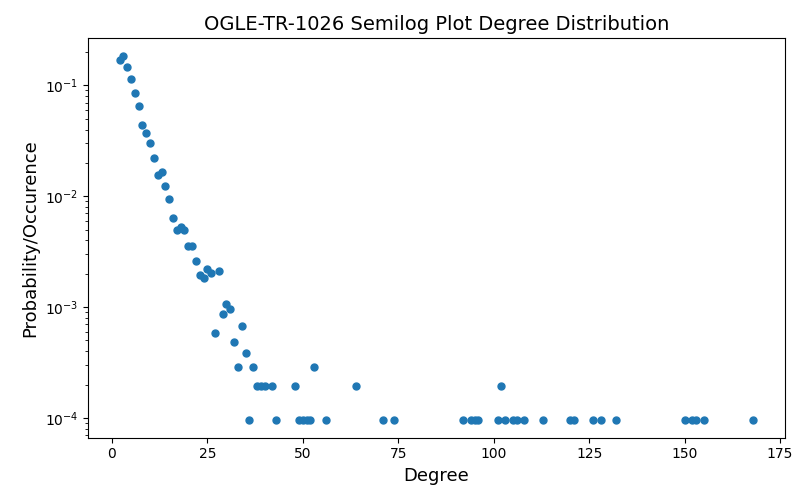 OGLE-TR-1026 Semilog Plot Degree Distribution
Probability/Occurence
10⁻¹
10⁻²
10⁻³
10⁻⁴
0 25 50 75 100 125 150 175
Degree